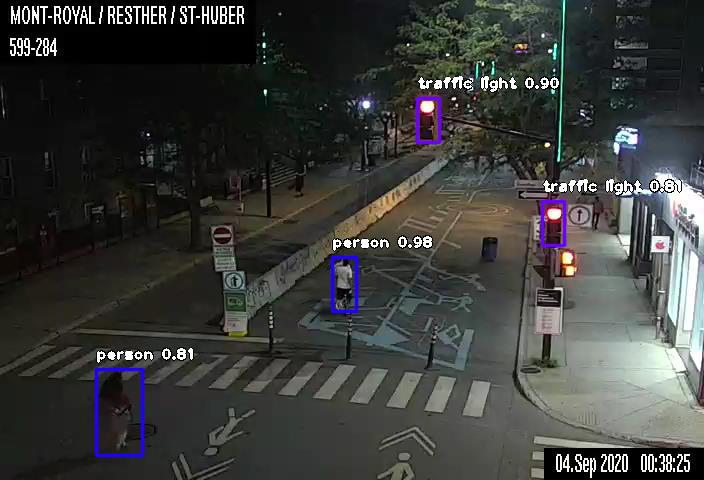 MONT-ROYAL / RESTHER / ST-HUBER
599-284
traffic light 0.90
traffic light 0.81
person 0.98
person 0.81
04.Sep 2020 00:38:25